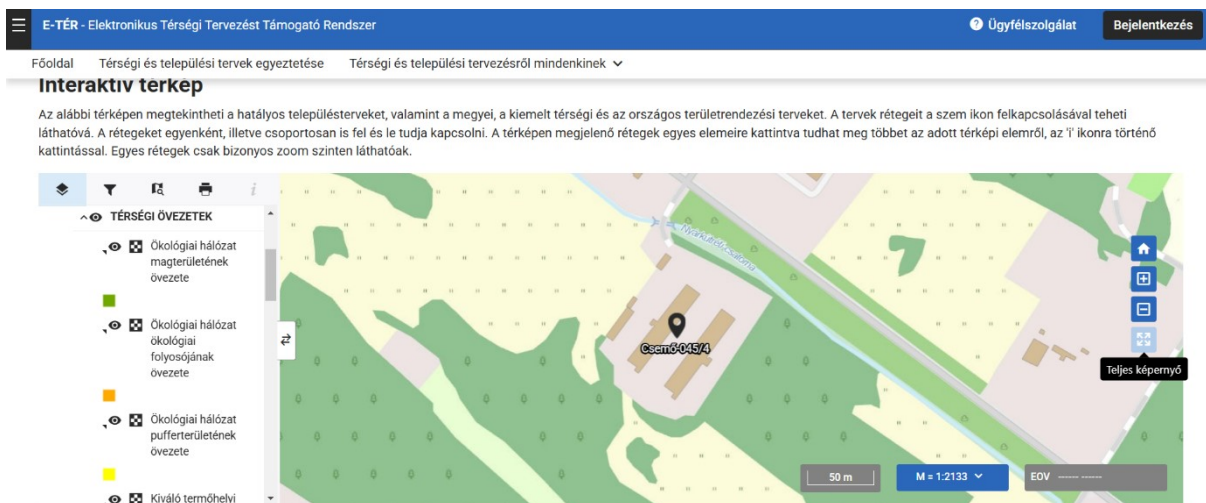 E-TÉR - Elektronikus Térségi Tervezést Támogató Rendszer
Ügyfélszolgálat
Bejelentkezés
Főoldal
Térségi és települési tervek egyeztetése
Térségi és települési tervezésről mindenkinek
Interaktív térkép
Az alábbi térképen megtekintheti a hatályos településterveket, valamint a megyei, a kiemelt térségi és az országos területrendezési terveket. A tervek rétegeit a szem ikon felkapcsolásával teheti
láthatóvá. A rétegeket egyenként, illetve csoportosan is fel és le tudja kapcsolni. A térképen megjelenő rétegek egyes elemeire kattintva tudhat meg többet az adott térképi elemről, az 'i' ikonra történő
kattintással. Egyes rétegek csak bizonyos zoom szinten láthatóak.
TÉRSÉGI ÖVEZETEK
Ökológiai hálózat
magterületének
övezete
Ökológiai hálózat
ökológiai
folyosójának
övezete
Ökológiai hálózat
pufferterületének
övezete
Kiváló termőhelyi
Nyárkútréti-csatorna
Csemő-045/4
Teljes képernyő
50 m
M = 1:2133
EOV ------- -------